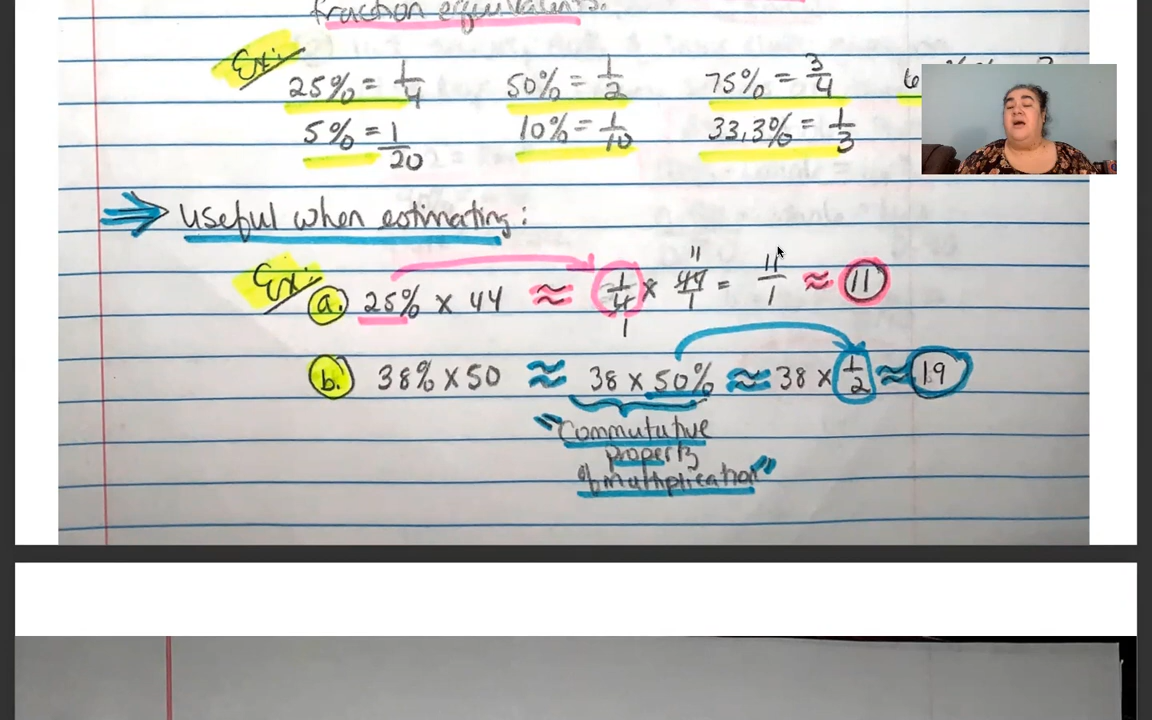 fraction equivalents.
Ex: 25% = 1/4 50% = 1/2 75% = 3/4
5% = 1/20 10% = 1/10 33.3% = 1/3
⇒ Useful when estimating:
Ex: a.) 25% × 44 ≈ 1/4 × 44/1 = 11/1 ≈ 11
11
1
b.) 38% × 50 ≈ 38 × 50% ≈ 38 × 1/2 ≈ 19
"Commutative
property
of multiplication"